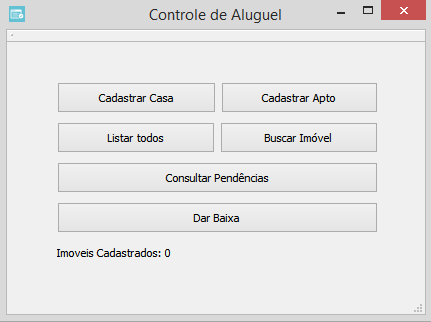 Controle de Aluguel
Cadastrar Casa
Cadastrar Apto
Listar todos
Buscar Imóvel
Consultar Pendências
Dar Baixa
Imoveis Cadastrados: 0